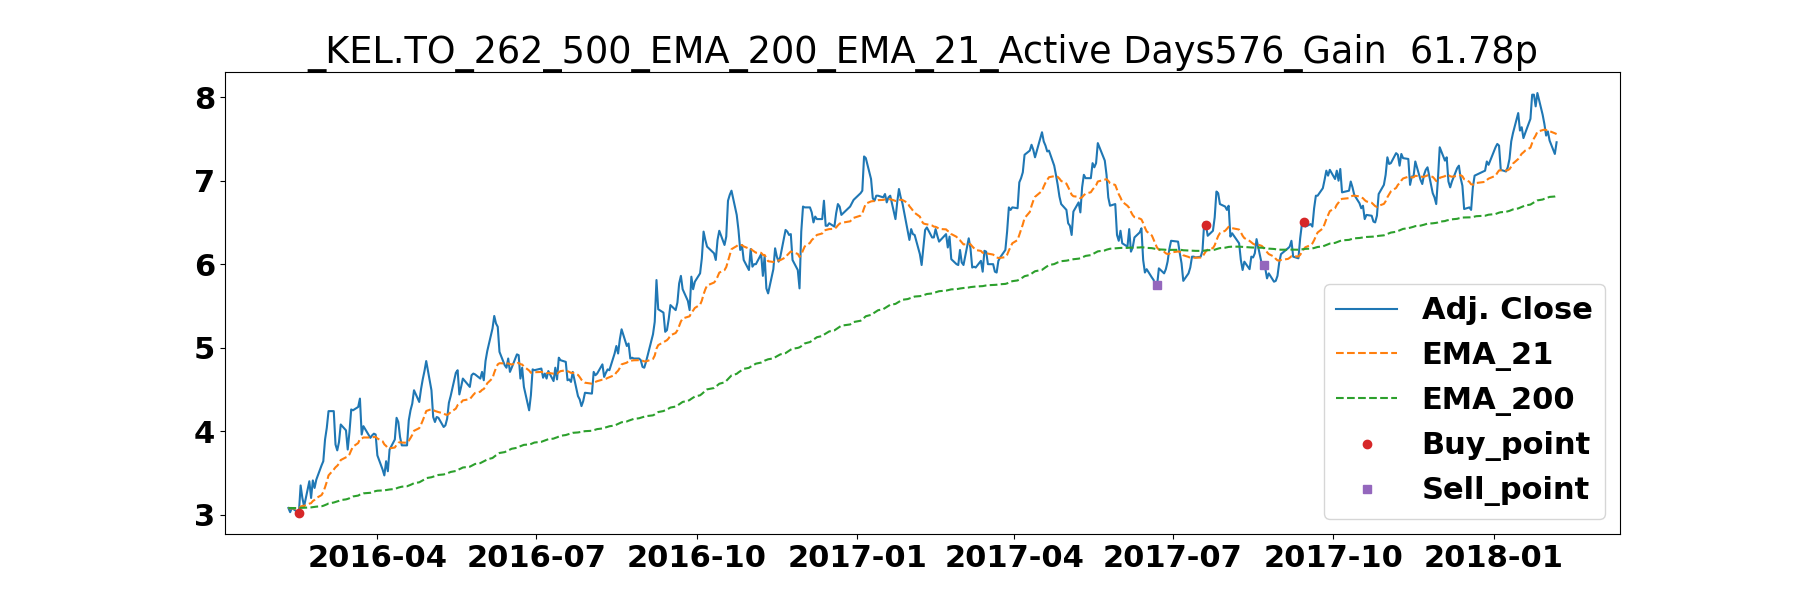 _KEL.TO_262_500_EMA_200_EMA_21_Active Days576_Gain  61.78p
8
7
6
5
4
3
Adj. Close
EMA_21
EMA_200
Buy_point
Sell_point
2016-04 2016-07 2016-10 2017-01 2017-04 2017-07 2017-10 2018-01